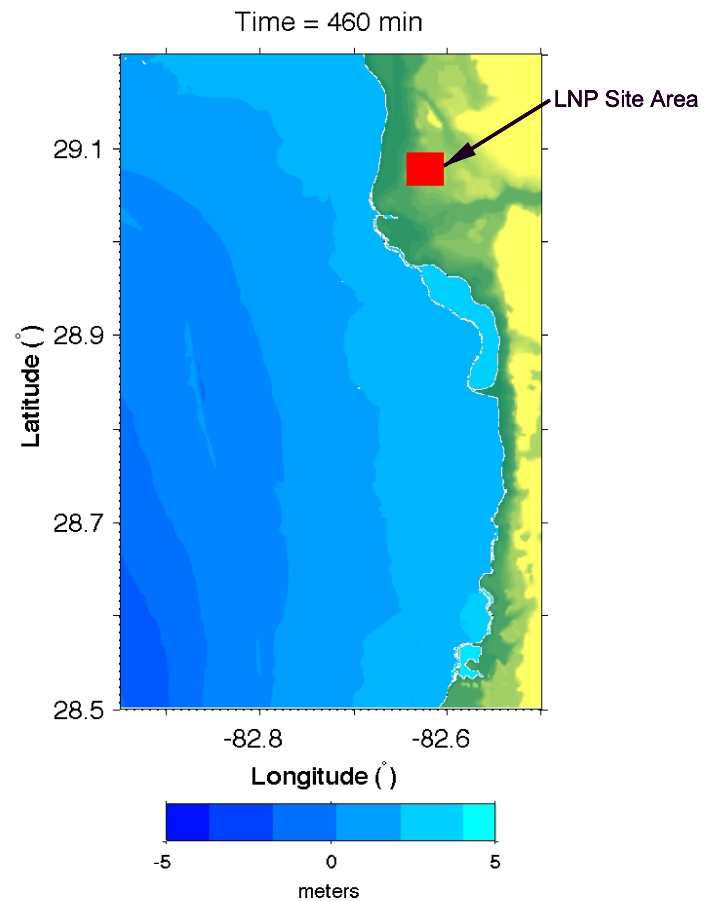 Time = 460 min
LNP Site Area
29.1
28.9
28.7
28.5
Latitude (°)
-82.8
-82.6
Longitude (°)
-5
0
5
meters